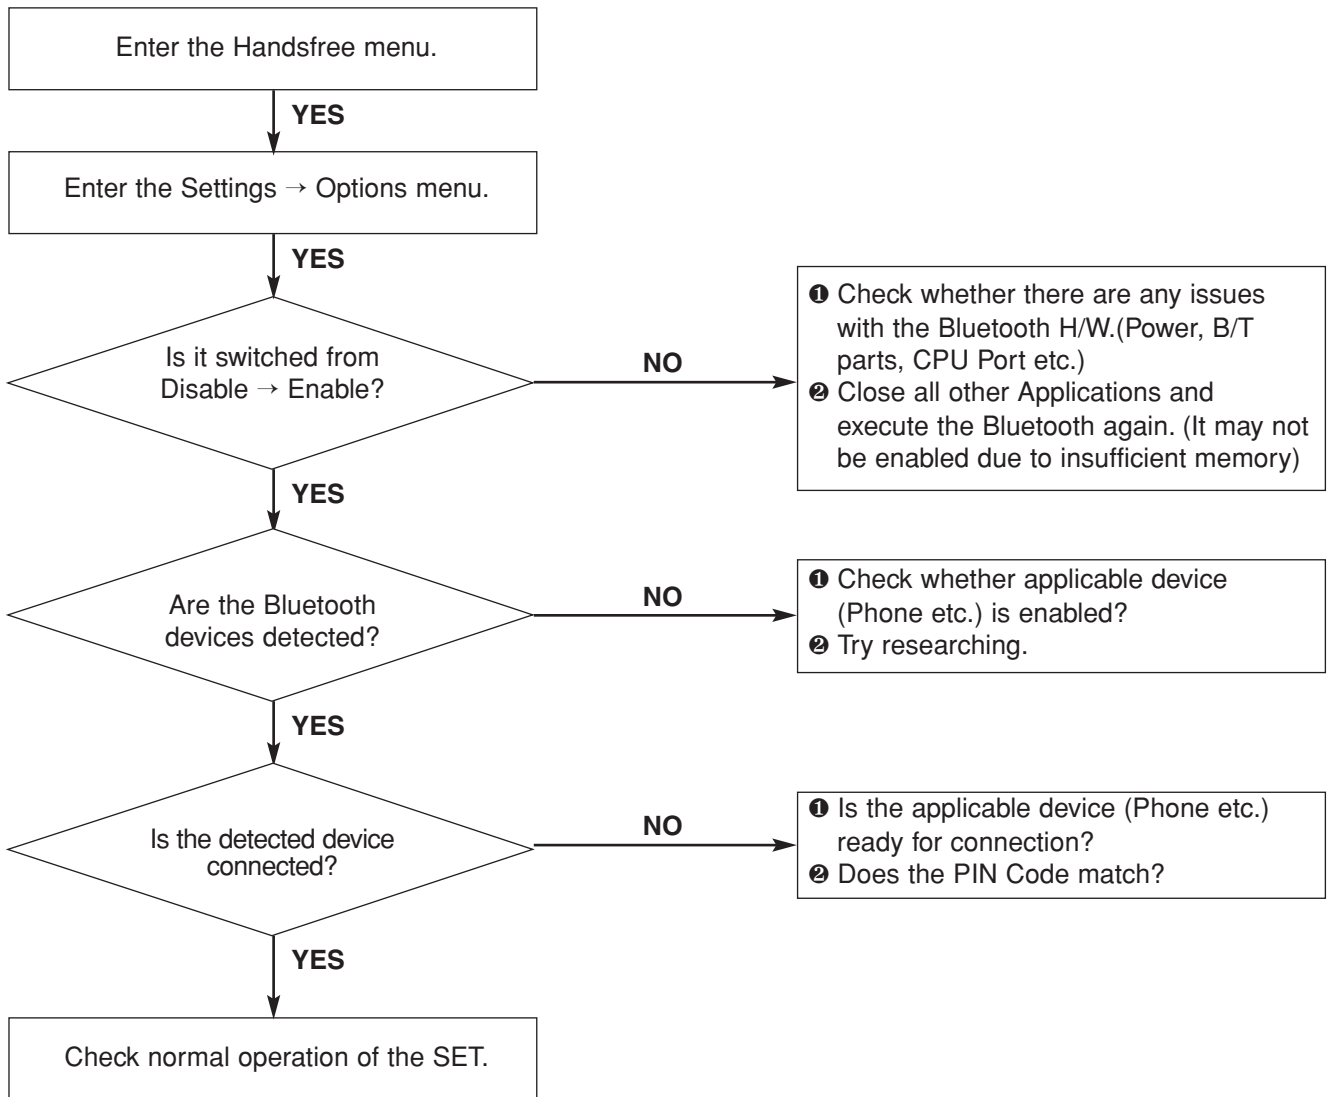 Enter the Handsfree menu.
YES
Enter the Settings → Options menu.
YES
Is it switched from
Disable → Enable?
NO
❶ Check whether there are any issues
with the Bluetooth H/W.(Power, B/T
parts, CPU Port etc.)
❷ Close all other Applications and
execute the Bluetooth again. (It may not
be enabled due to insufficient memory)
YES
Are the Bluetooth
devices detected?
NO
❶ Check whether applicable device
(Phone etc.) is enabled?
❷ Try researching.
YES
Is the detected device
connected?
NO
❶ Is the applicable device (Phone etc.)
ready for connection?
❷ Does the PIN Code match?
YES
Check normal operation of the SET.